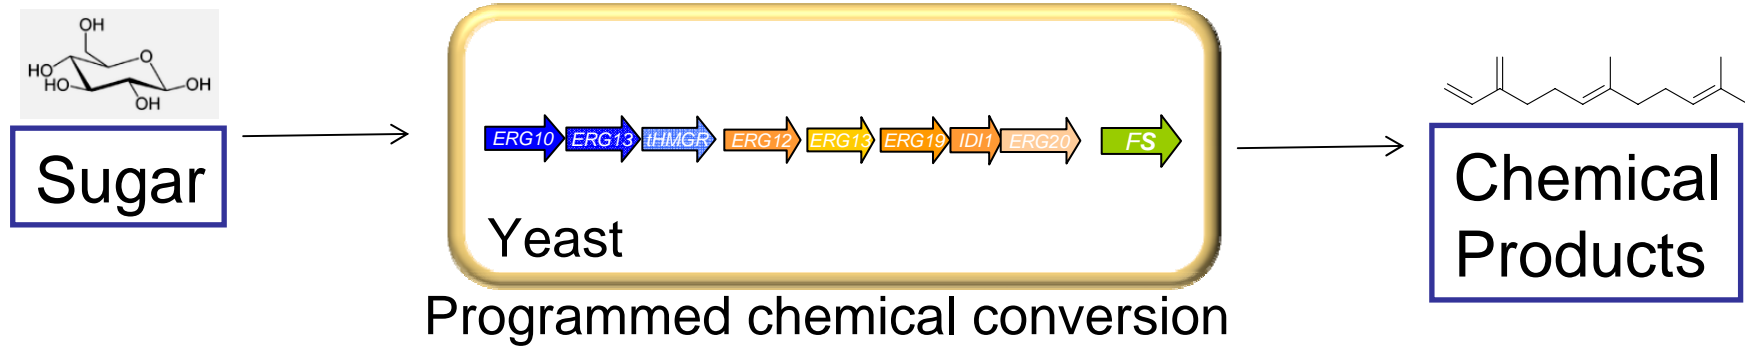 OH
O
HO
HO
OH
OH
Sugar
ERG10 ERG13 tHMGR ERG12 ERG13 ERG19 IDI1 ERG20 FS
Yeast
Programmed chemical conversion
Chemical
Products